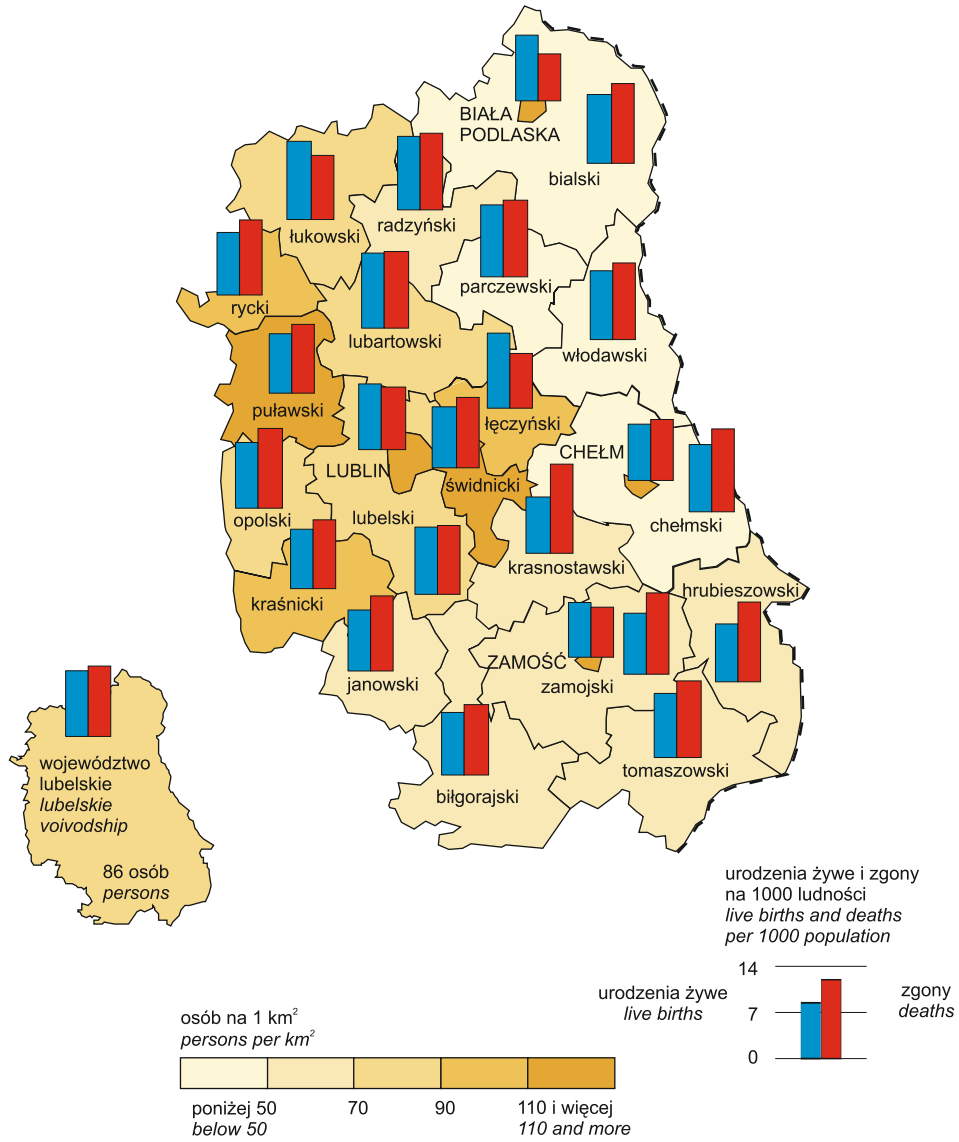 BIAŁA
PODLASKA
bialski
łukowski
radzyński
rycki
parczewski
lubartowski
włodawski
puławski
łęczyński
LUBLIN
CHEŁM
świdnicki
opolski
lubelski
chełmski
krasnostawski
kraśnicki
hrubieszowski
janowski
ZAMOŚĆ
zamojski
tomaszowski
biłgorajski
województwo
lubelskie
lubelskie
voivodship
86 osób
persons
urodzenia żywe i zgony
na 1000 ludności
live births and deaths
per 1000 population
14
7
0
urodzenia żywe
live births
zgony
deaths
osób na 1 km²
persons per km²
poniżej 50 70 90 110 i więcej
below 50 110 and more